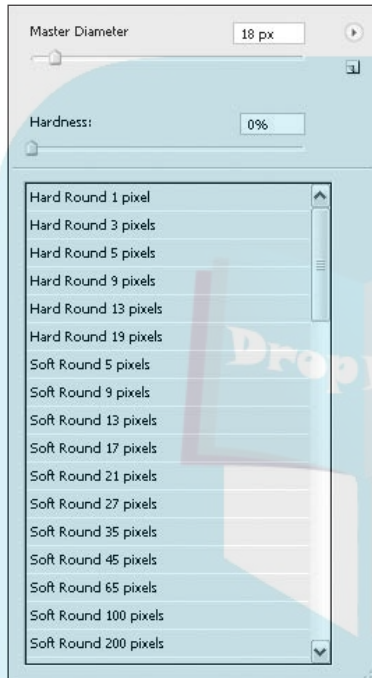 Master Diameter 18 px
Hardness: 0%
Hard Round 1 pixel
Hard Round 3 pixels
Hard Round 5 pixels
Hard Round 9 pixels
Hard Round 13 pixels
Hard Round 19 pixels
Soft Round 5 pixels
Soft Round 9 pixels
Soft Round 13 pixels
Soft Round 17 pixels
Soft Round 21 pixels
Soft Round 27 pixels
Soft Round 35 pixels
Soft Round 45 pixels
Soft Round 65 pixels
Soft Round 100 pixels
Soft Round 200 pixels